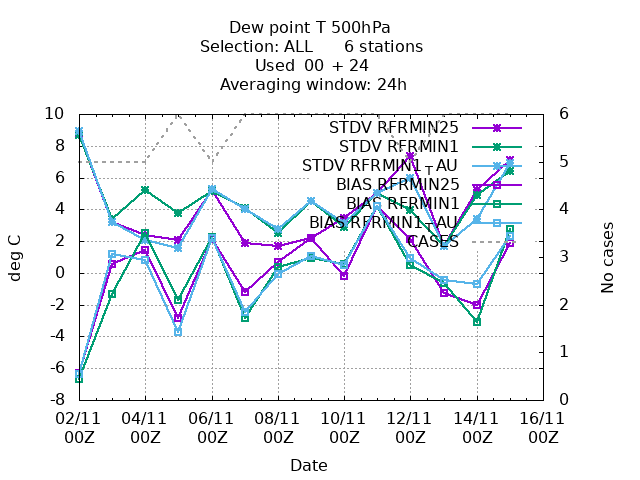 Dew point T 500hPa
Selection: ALL      6 stations
Used  00 + 24
Averaging window: 24h
10
8
6
4
2
0
-2
-4
-6
-8
deg C
6
5
4
3
2
1
0
No cases
STDV RFRMIN25
STDV RFRMIN1
STDV RFRMIN1_AU
BIAS RFRMIN25
BIAS RFRMIN1
BIAS RFRMIN1_AU
CASES
02/11 04/11 06/11 08/11 10/11 12/11 14/11 16/11
00Z 00Z 00Z 00Z 00Z 00Z 00Z 00Z
Date